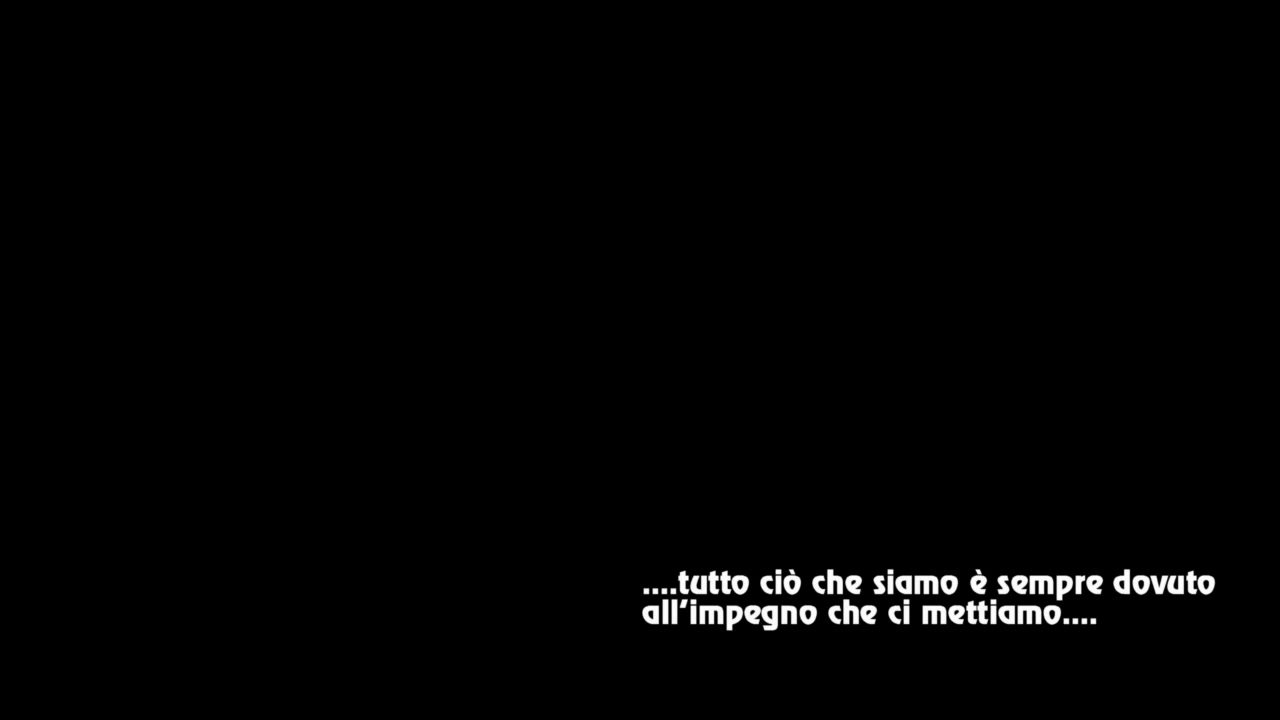 ....tutto ciò che siamo è sempre dovuto
all'impegno che ci mettiamo....